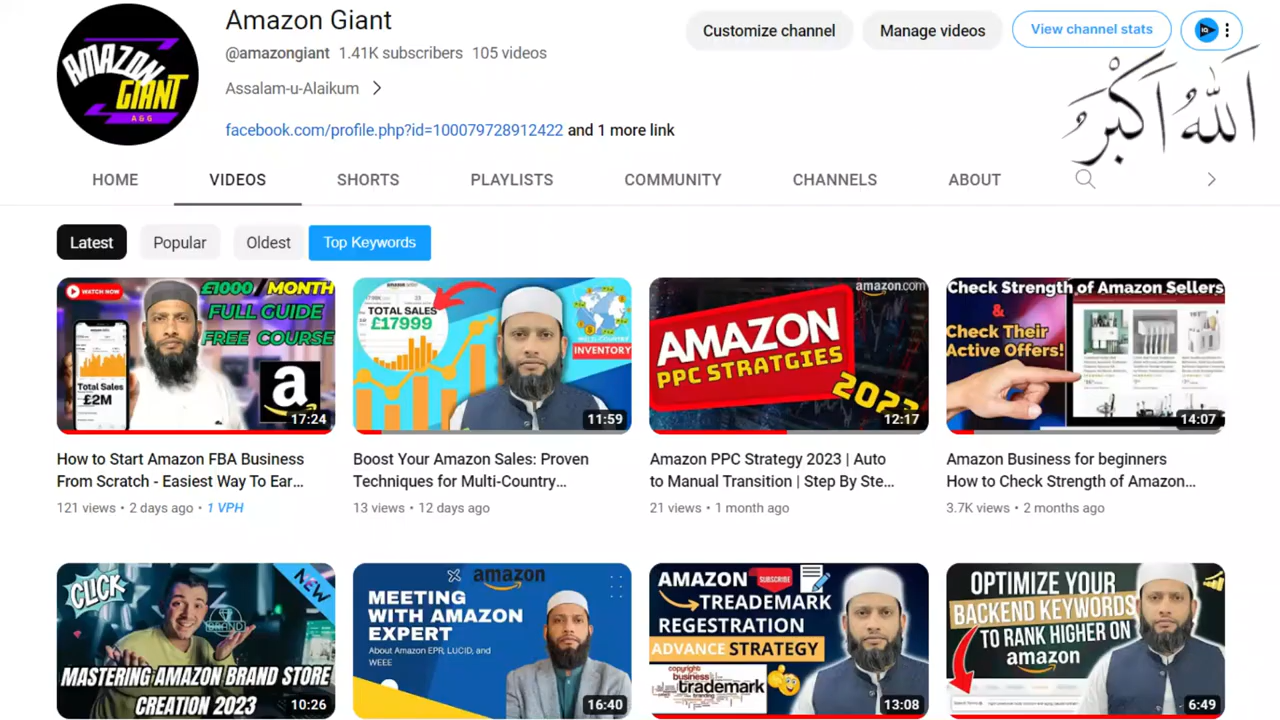 Amazon Giant
@amazongiant 1.41K subscribers 105 videos
Assalam-u-Alaikum
facebook.com/profile.php?id=100079728912422 and 1 more link
Customize channel
Manage videos
View channel stats
اَللّٰهُ اَكْبَرُ
AMAZON
GIANT
AGG
HOME VIDEOS SHORTS PLAYLISTS COMMUNITY CHANNELS ABOUT
Latest Popular Oldest Top Keywords
WATCH NOW
£1000 / MONTH
FULL GUIDE
FREE COURSE
Total Sales
£2M
a
17:24
TOTAL SALES
£17999
MULTI-COUNTRY
INVENTORY
11:59
amazon.com
AMAZON
PPC STRATGIES
2023
12:17
Check Strength of Amazon Sellers
&
Check Their
Active Offers!
14:07
How to Start Amazon FBA Business
From Scratch - Easiest Way To Ear...
121 views • 2 days ago • 1 VPH
Boost Your Amazon Sales: Proven
Techniques for Multi-Country...
13 views • 12 days ago
Amazon PPC Strategy 2023 | Auto
to Manual Transition | Step By Ste...
21 views • 1 month ago
Amazon Business for beginners
How to Check Strength of Amazon...
3.7K views • 2 months ago
CLICK
NEW
BRAND
MASTERING AMAZON BRAND STORE
CREATION 2023
10:26
amazon
MEETING
WITH AMAZON
EXPERT
About Amazon EPR, LUCID, and
WEEE
16:40
AMAZON SUBSCRIBE
TREADEMARK
REGESTRATION
ADVANCE STRATEGY
copyright
business
trademark
13:08
OPTIMIZE YOUR
BACKEND KEYWORDS
TO RANK HIGHER ON
amazon
6:49